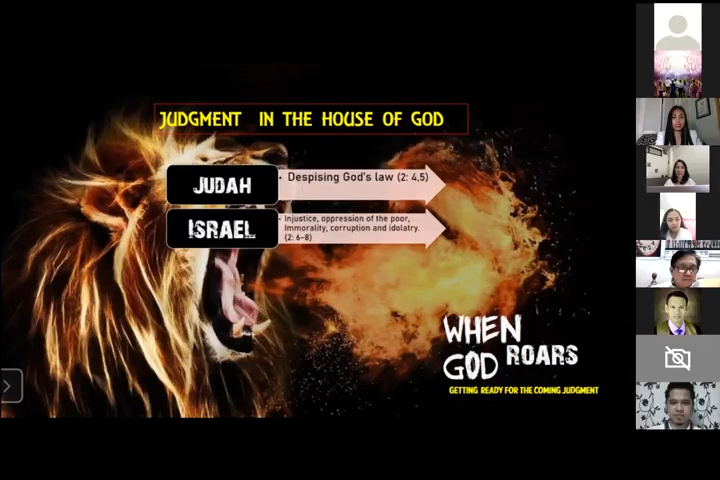 JUDGMENT IN THE HOUSE OF GOD
JUDAH
• Despising God's law (2: 4,5)
ISRAEL
• Injustice, oppression of the poor,
Immorality, corruption and idolatry.
(2: 6-8)
WHEN
GOD ROARS
GETTING READY FOR THE COMING JUDGMENT